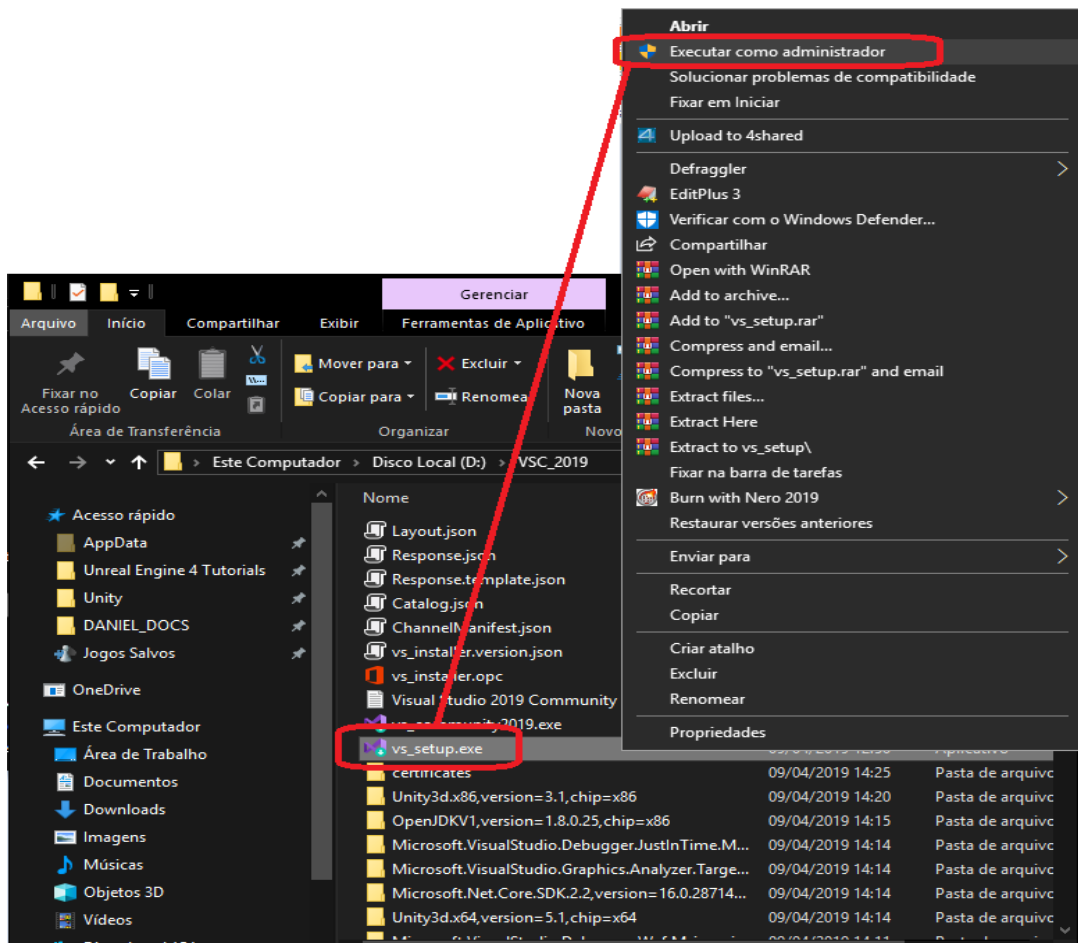 Abrir
Executar como administrador
Solucionar problemas de compatibilidade
Fixar em Iniciar
Upload to 4shared
Defraggler
EditPlus 3
Verificar com o Windows Defender...
Compartilhar
Open with WinRAR
Add to archive...
Add to "vs_setup.rar"
Compress and email...
Compress to "vs_setup.rar" and email
Extract files...
Extract Here
Extract to vs_setup\
Fixar na barra de tarefas
Burn with Nero 2019
Restaurar versões anteriores
Enviar para
Recortar
Copiar
Criar atalho
Excluir
Renomear
Propriedades
Gerenciar
Arquivo Início Compartilhar Exibir Ferramentas de Aplicativo
Fixar no
Acesso rápido
Copiar
Colar
Mover para
Copiar para
Excluir
Renomea
Nova
pasta
Área de Transferência Organizar Novo
Este Computador > Disco Local (D:) > VSC_2019
Acesso rápido
AppData
Unreal Engine 4 Tutorials
Unity
DANIEL_DOCS
Jogos Salvos
OneDrive
Este Computador
Área de Trabalho
Documentos
Downloads
Imagens
Músicas
Objetos 3D
Vídeos
Nome
Layout.json
Response.json
Response.template.json
Catalog.json
ChannelManifest.json
vs_installer.version.json
vs_installer.opc
Visual Studio 2019 Community
vs_community2019.exe
vs_setup.exe
certificates 09/04/2019 14:25 Pasta de arquivo
Unity3d.x86,version=3.1,chip=x86 09/04/2019 14:20 Pasta de arquivo
OpenJDKV1,version=1.8.0.25,chip=x86 09/04/2019 14:15 Pasta de arquivo
Microsoft.VisualStudio.Debugger.JustInTime.M... 09/04/2019 14:14 Pasta de arquivo
Microsoft.VisualStudio.Graphics.Analyzer.Targe... 09/04/2019 14:14 Pasta de arquivo
Microsoft.Net.Core.SDK.2.2,version=16.0.28714... 09/04/2019 14:14 Pasta de arquivo
Unity3d.x64,version=5.1,chip=x64 09/04/2019 14:14 Pasta de arquivo